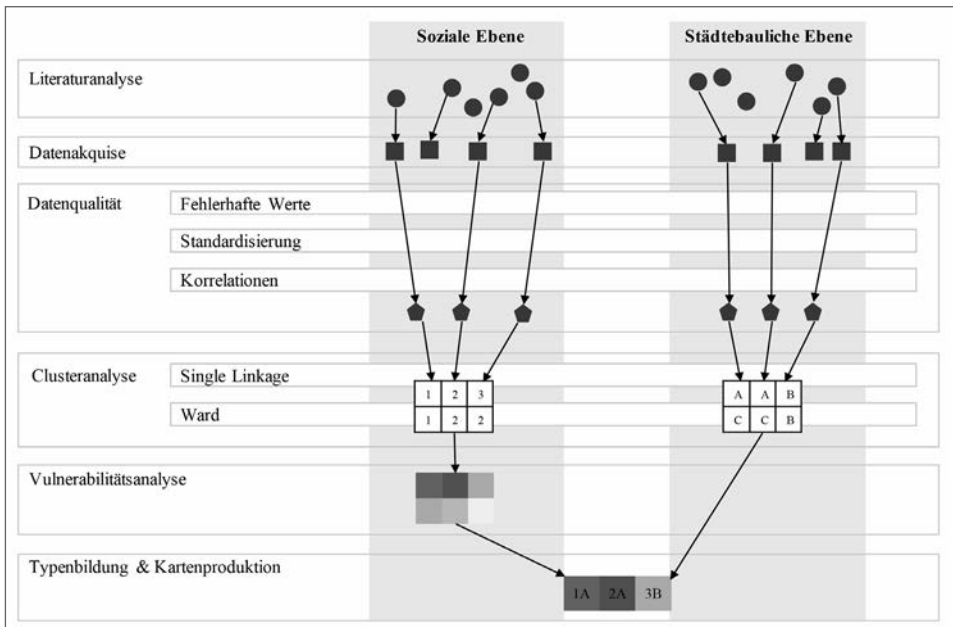 Soziale Ebene
Städtebauliche Ebene
Literaturanalyse
Datenakquise
Datenqualität
Fehlerhafte Werte
Standardisierung
Korrelationen
Clusteranalyse
Single Linkage
Ward
1 2 3
1 2 2
A A B
C C B
Vulnerabilitätsanalyse
Typenbildung & Kartenproduktion
1A 2A 3B